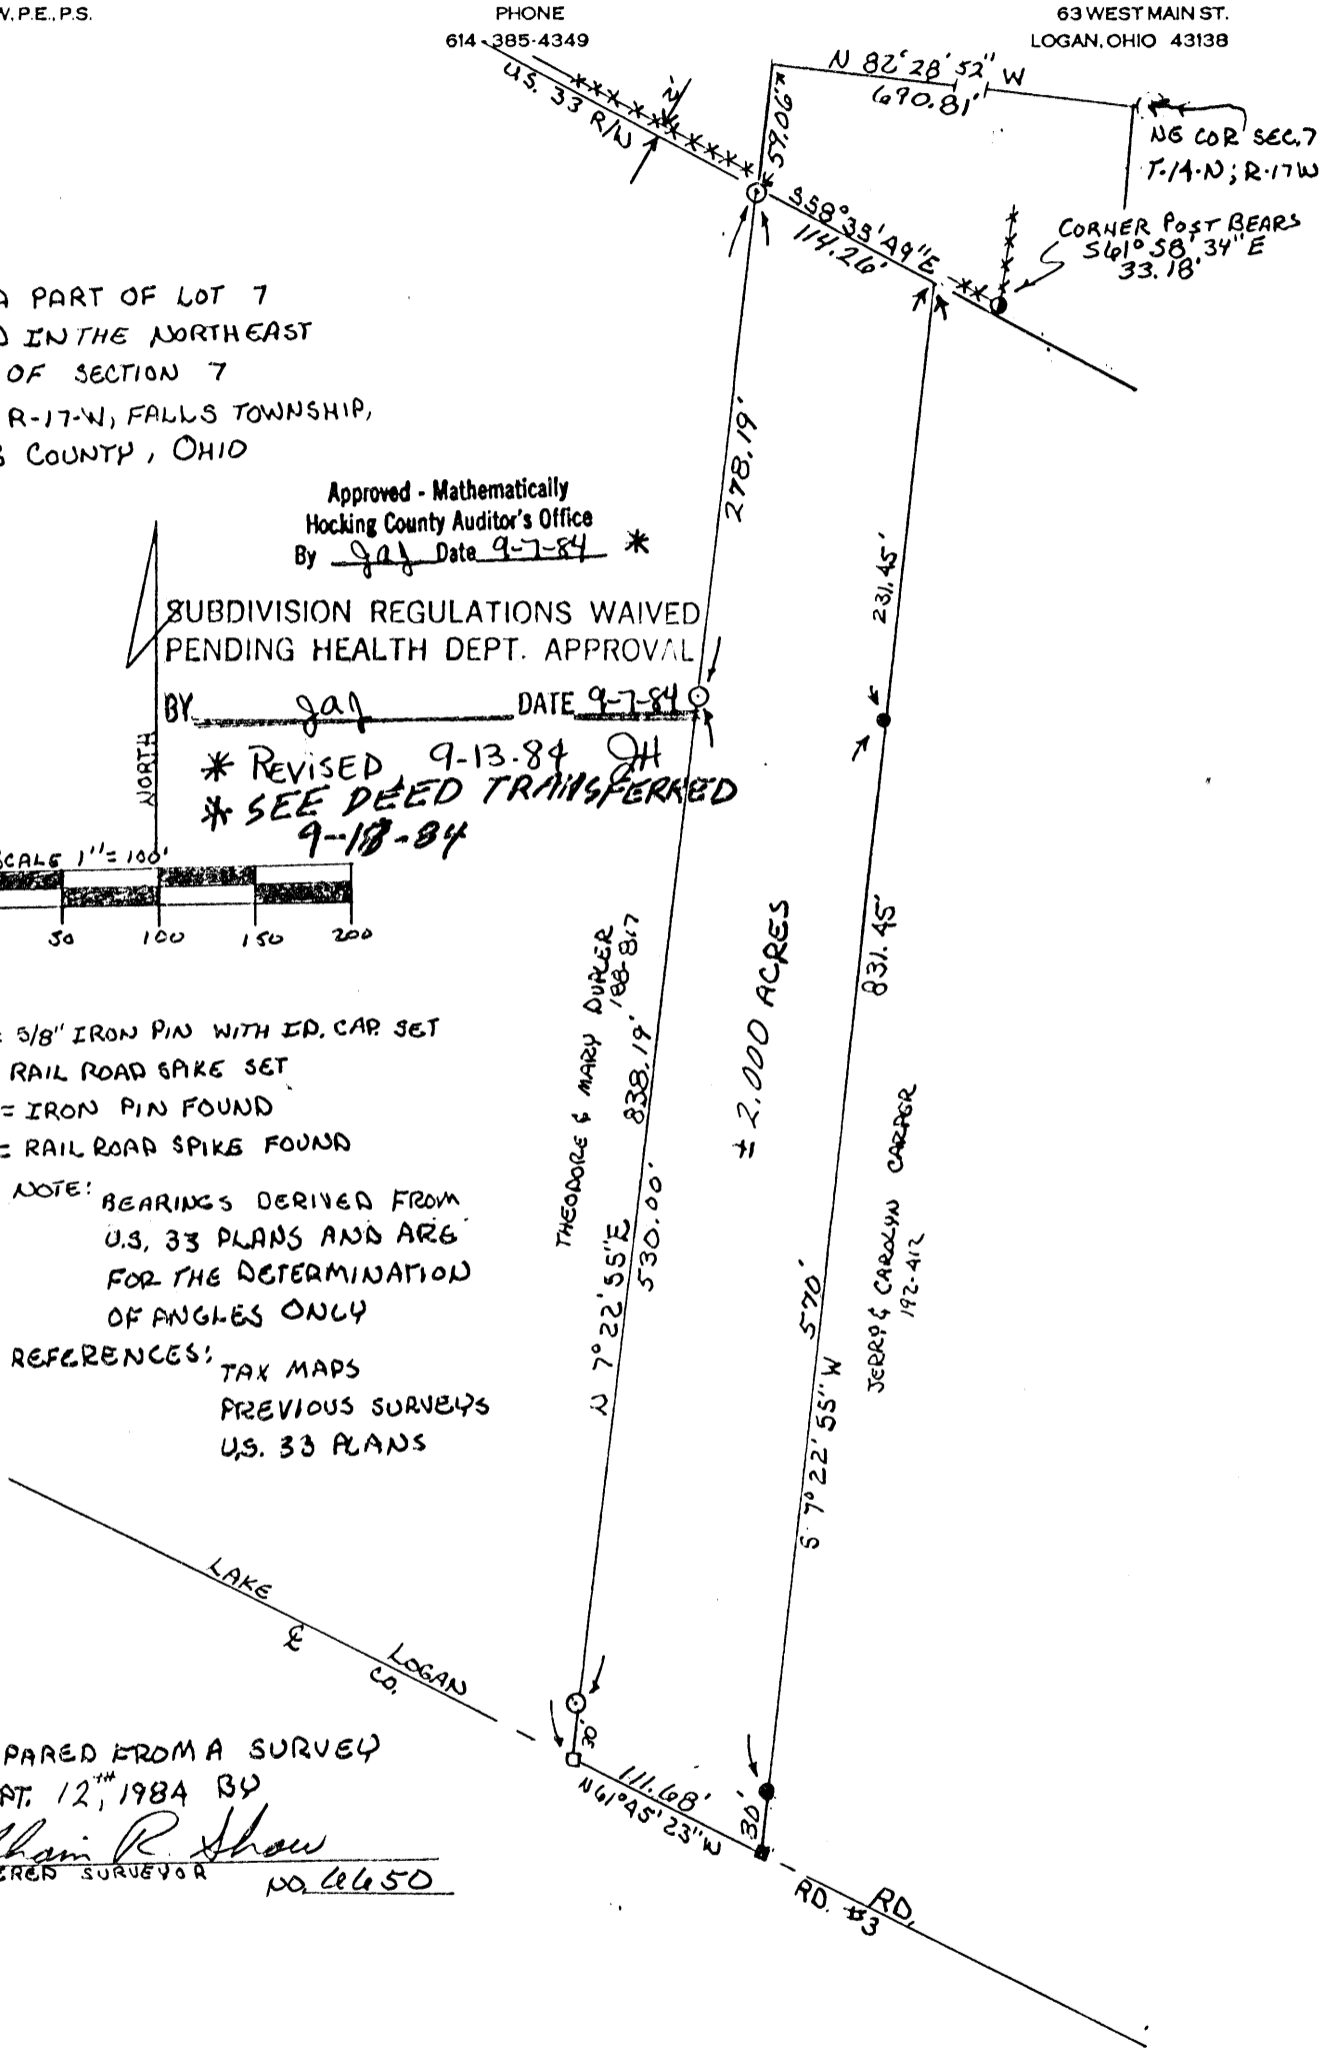 W. P.E., P.S.
PHONE
614-385-4349
63 WEST MAIN ST.
LOGAN, OHIO 43138
N 82° 28' 52" W
690.81'
NE COR SEC. 7
T-14-N; R-17W
CORNER POST BEARS
S61° 58' 34" E
33.18'
U.S. 33 R/W
2'
59.06'*
S58° 35' 49" E
114.26'
A PART OF LOT 7
D IN THE NORTHEAST
OF SECTION 7
R-17-W, FALLS TOWNSHIP,
G COUNTY, OHIO
Approved - Mathematically
Hocking County Auditor's Office
By jaj Date 9-7-84 *
SUBDIVISION REGULATIONS WAIVED
PENDING HEALTH DEPT. APPROVAL
BY jaj DATE 9-7-84
* REVISED 9-13-84 JH
* SEE DEED TRANSFERRED
9-18-84
NORTH
SCALE 1" = 100'
50 100 150 200
278.19'
231.45'
= 5/8" IRON PIN WITH I.D. CAP. SET
RAIL ROAD SPIKE SET
= IRON PIN FOUND
= RAIL ROAD SPIKE FOUND
NOTE: BEARINGS DERIVED FROM
U.S. 33 PLANS AND ARE
FOR THE DETERMINATION
OF ANGLES ONLY
REFERENCES: TAX MAPS
PREVIOUS SURVEYS
U.S. 33 PLANS
THEODORE & MARY DUPLER
188-817
838.19'
N 7° 22' 55" E
530.00'
± 2.000 ACRES
831.45'
570'
S 7° 22' 55" W
JERRY & CAROLYN
192-412
LAKE LOGAN
℄ CO.
30'
111.68'
N61°45'23"W
30'
RD.
RD. #3
PARED FROM A SURVEY
PT. 12TH, 1984 BY
R. Shaw
ERED SURVEYOR NO. 6650